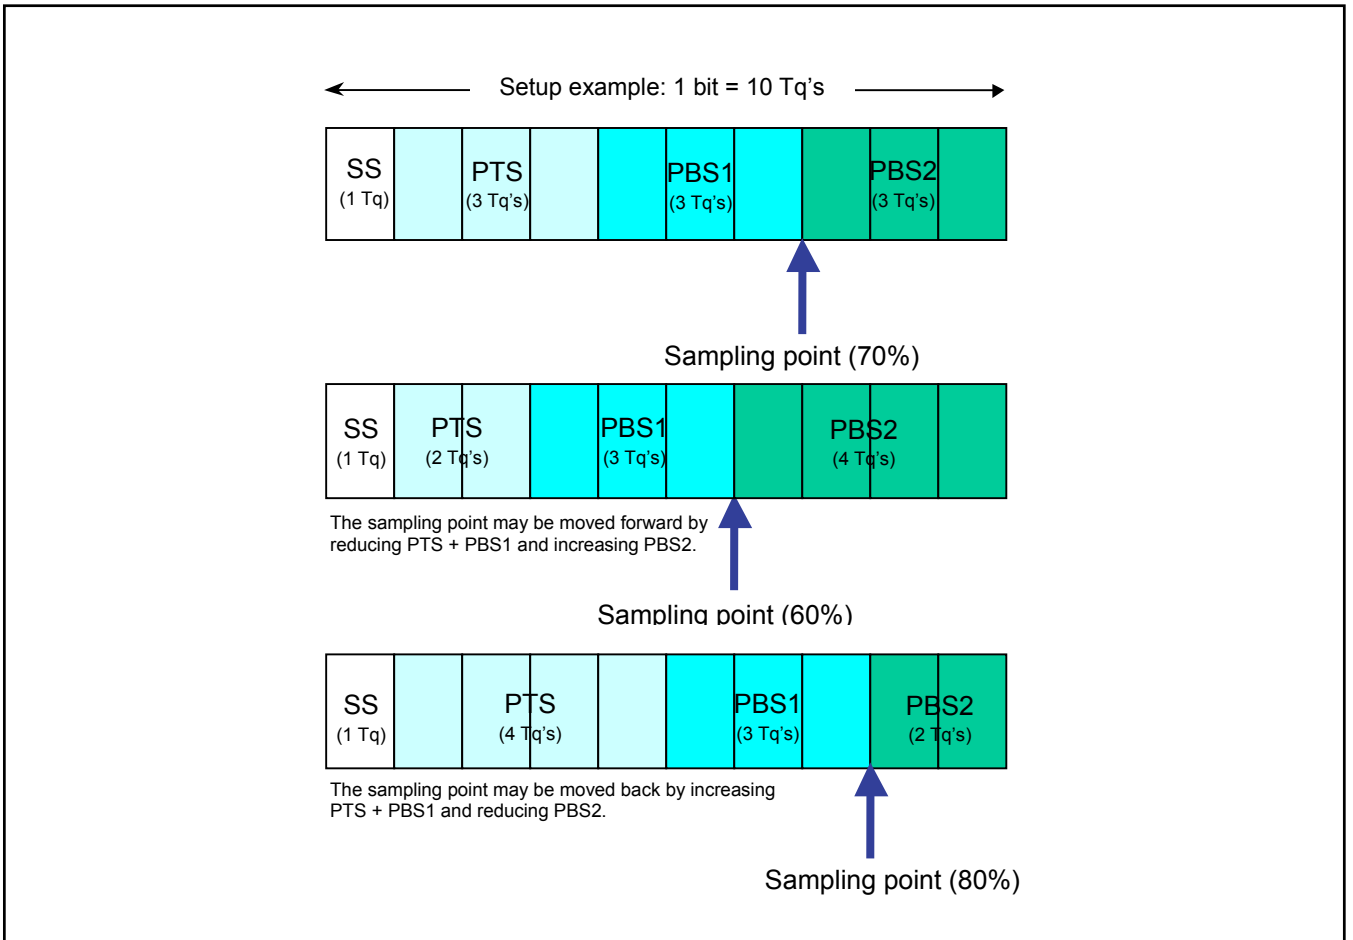 Setup example: 1 bit = 10 Tq's
SS
(1 Tq)
PTS
(3 Tq's)
PBS1
(3 Tq's)
PBS2
(3 Tq's)
Sampling point (70%)
SS
(1 Tq)
PTS
(2 Tq's)
PBS1
(3 Tq's)
PBS2
(4 Tq's)
The sampling point may be moved forward by
reducing PTS + PBS1 and increasing PBS2.
Sampling point (60%)
SS
(1 Tq)
PTS
(4 Tq's)
PBS1
(3 Tq's)
PBS2
(2 Tq's)
The sampling point may be moved back by increasing
PTS + PBS1 and reducing PBS2.
Sampling point (80%)